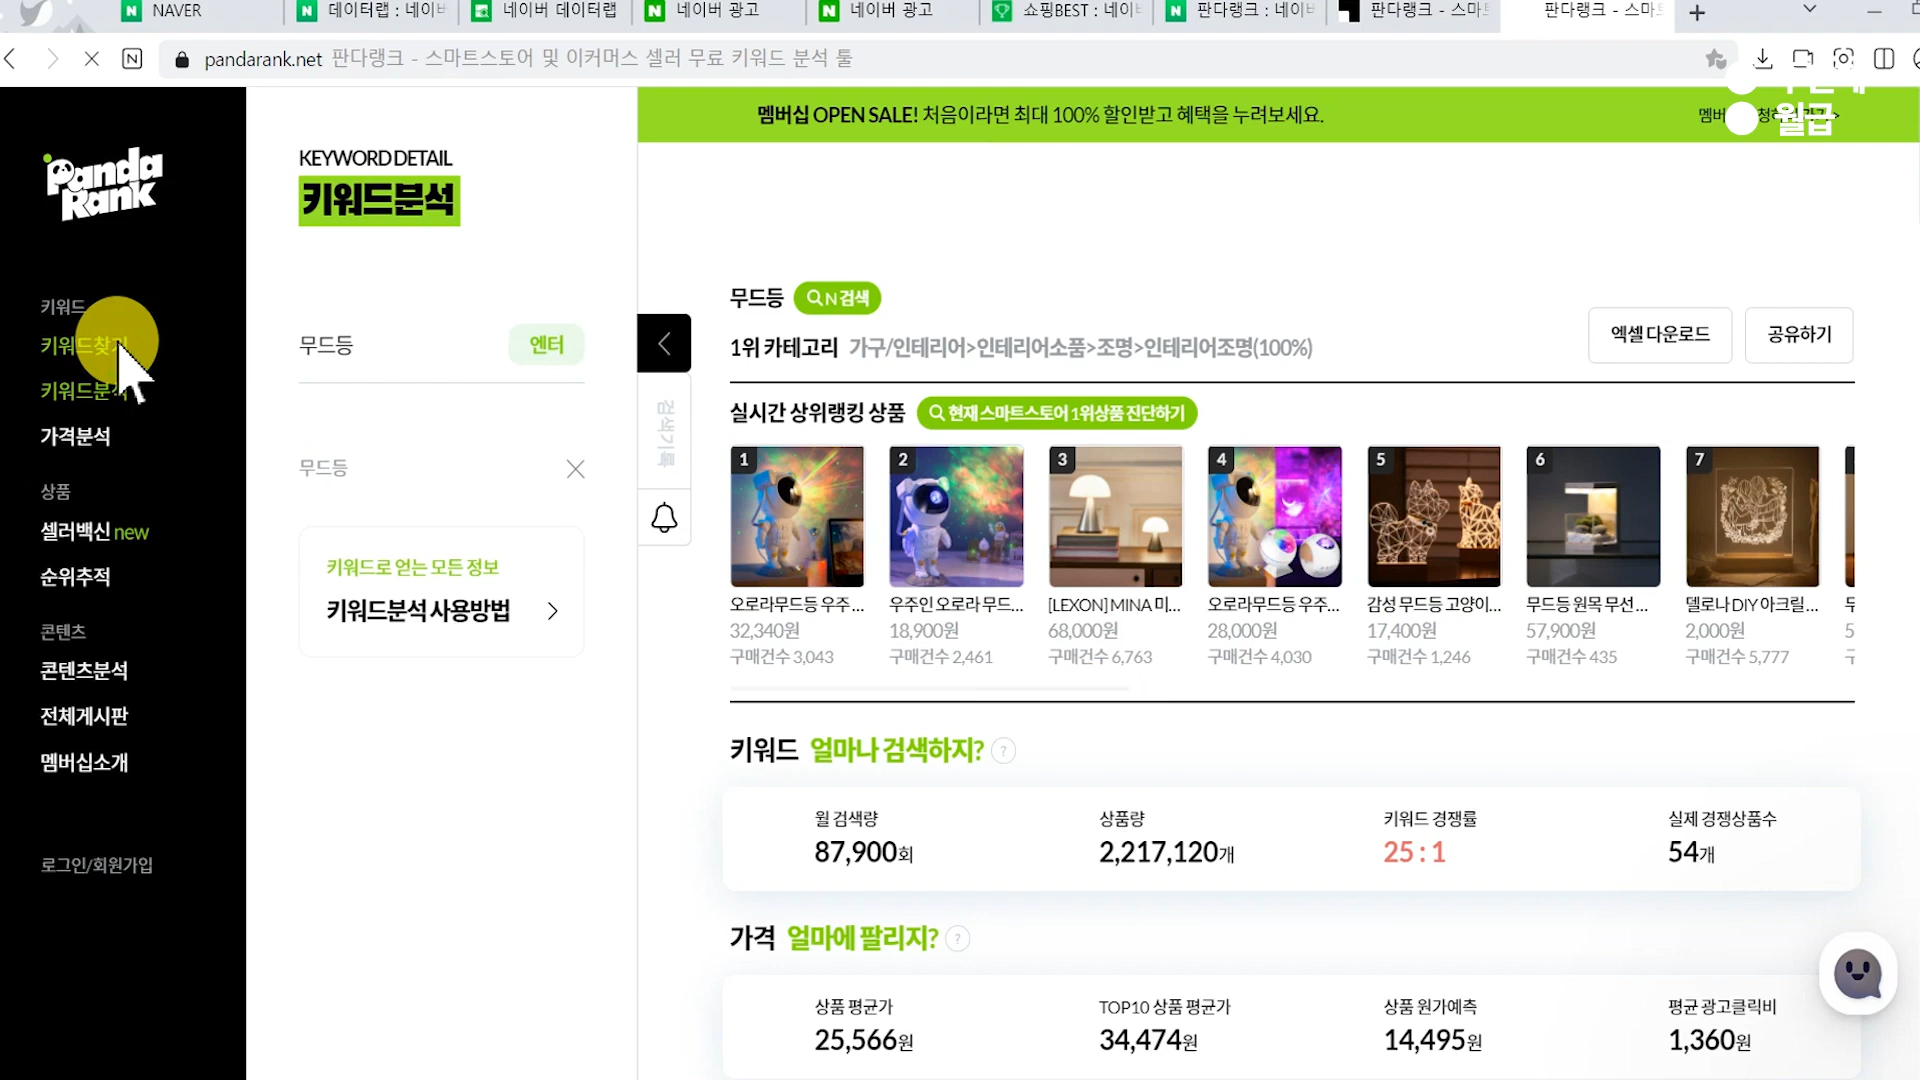 NAVER
데이터랩 : 네이버
네이버 데이터랩
네이버 광고
네이버 광고
쇼핑BEST : 네이버
판다랭크 : 네이버
판다랭크 - 스마트
판다랭크 - 스마트
pandarank.net 판다랭크 - 스마트스토어 및 이커머스 셀러 무료 키워드 분석 툴
멤버십 OPEN SALE! 처음이라면 최대 100% 할인받고 혜택을 누려보세요.
월급
Panda Rank
키워드
키워드찾기
키워드분석
가격분석
상품
셀러백신 new
순위추적
콘텐츠
콘텐츠분석
전체게시판
멤버십소개
로그인/회원가입
KEYWORD DETAIL
키워드분석
무드등
엔터
무드등
키워드로 얻는 모든 정보
키워드분석 사용방법
검색기록
무드등 N 검색
1위 카테고리 가구/인테리어>인테리어소품>조명>인테리어조명(100%)
엑셀 다운로드
공유하기
실시간 상위랭킹 상품 현재 스마트스토어 1위상품 진단하기
1 2 3 4 5 6 7
오로라무드등 우주...
32,340원
구매건수 3,043
우주인 오로라 무드...
18,900원
구매건수 2,461
[LEXON] MINA 미...
68,000원
구매건수 6,763
오로라무드등 우주...
28,000원
구매건수 4,030
감성 무드등 고양이...
17,400원
구매건수 1,246
무드등 원목 무선...
57,900원
구매건수 435
델로나 DIY 아크릴...
2,000원
구매건수 5,777
키워드 얼마나 검색하지? ?
월 검색량
87,900회
상품량
2,217,120개
키워드 경쟁률
25 : 1
실제 경쟁상품수
54개
가격 얼마에 팔리지? ?
상품 평균가
25,566원
TOP10 상품 평균가
34,474원
상품 원가예측
14,495원
평균 광고클릭비
1,360원